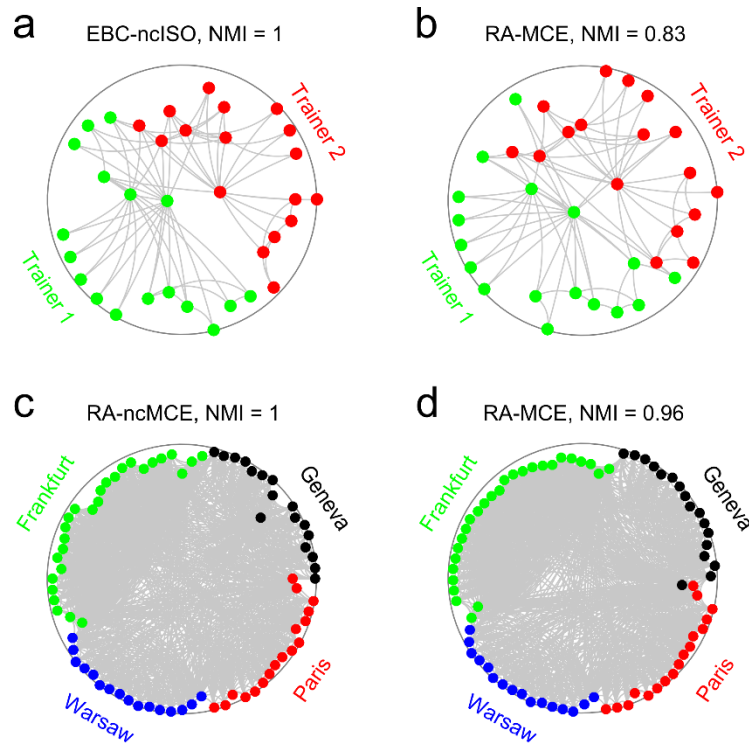 a
EBC-ncISO, NMI = 1
Trainer 2
Trainer 1
b
RA-MCE, NMI = 0.83
Trainer 2
Trainer 1
c
RA-ncMCE, NMI = 1
Frankfurt
Geneva
Warsaw
Paris
d
RA-MCE, NMI = 0.96
Frankfurt
Geneva
Warsaw
Paris